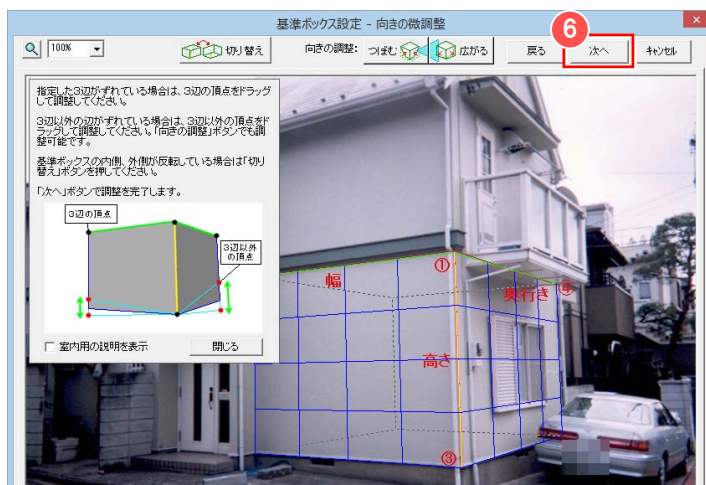 基準ボックス設定 - 向きの微調整
×
6
100%
切り替え
向きの調整:
つまむ
広がる
戻る
次へ
キャンセル
指定した3辺がずれている場合は、3辺の頂点をドラッグ
して調整してください。
3辺以外の辺がずれている場合は、3辺以外の頂点をド
ラッグして調整してください。「向きの調整」ボタンでも調
整可能です。
基準ボックスの内側、外側が反転している場合は「切り
替え」ボタンを押してください。
「次へ」ボタンで調整を完了します。
3辺の頂点
3辺以外
の頂点
室内用の説明を表示
閉じる
①
幅
奥行き
④
高さ
③